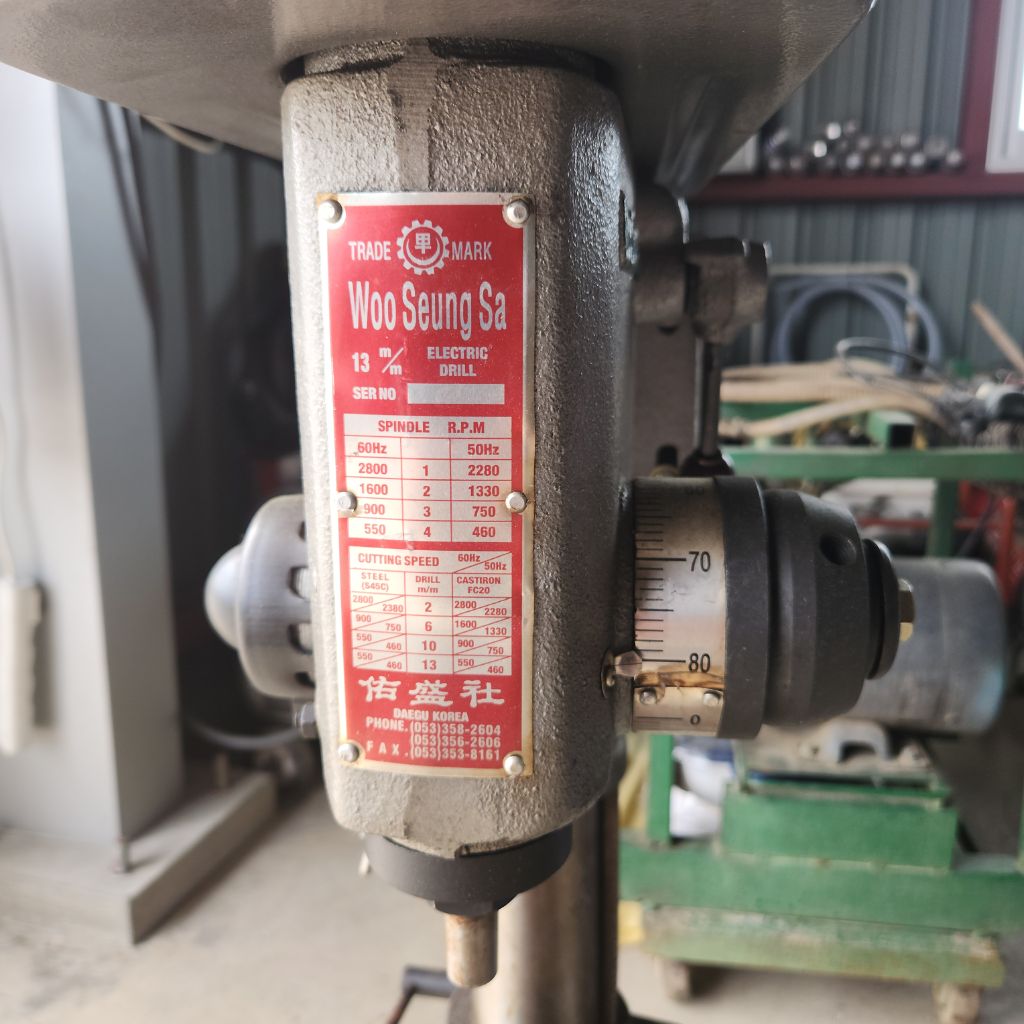 TRADE 甲 MARK
Woo Seung Sa
13 m/m ELECTRIC DRILL
SER NO
SPINDLE R.P.M
60Hz 50Hz
2800 1 2280
1600 2 1330
900 3 750
550 4 460
CUTTING SPEED 60Hz/50Hz
STEEL (S45C) DRILL m/m CASTIRON FC20
2800/2380 2 2800/2280
900/750 6 1600/1330
550/460 10 900/750
550/460 13 550/460
佑盛社
DAEGU KOREA
PHONE.(053)358-2604
(053)356-2606
FAX.(053)353-8161
70
80
0